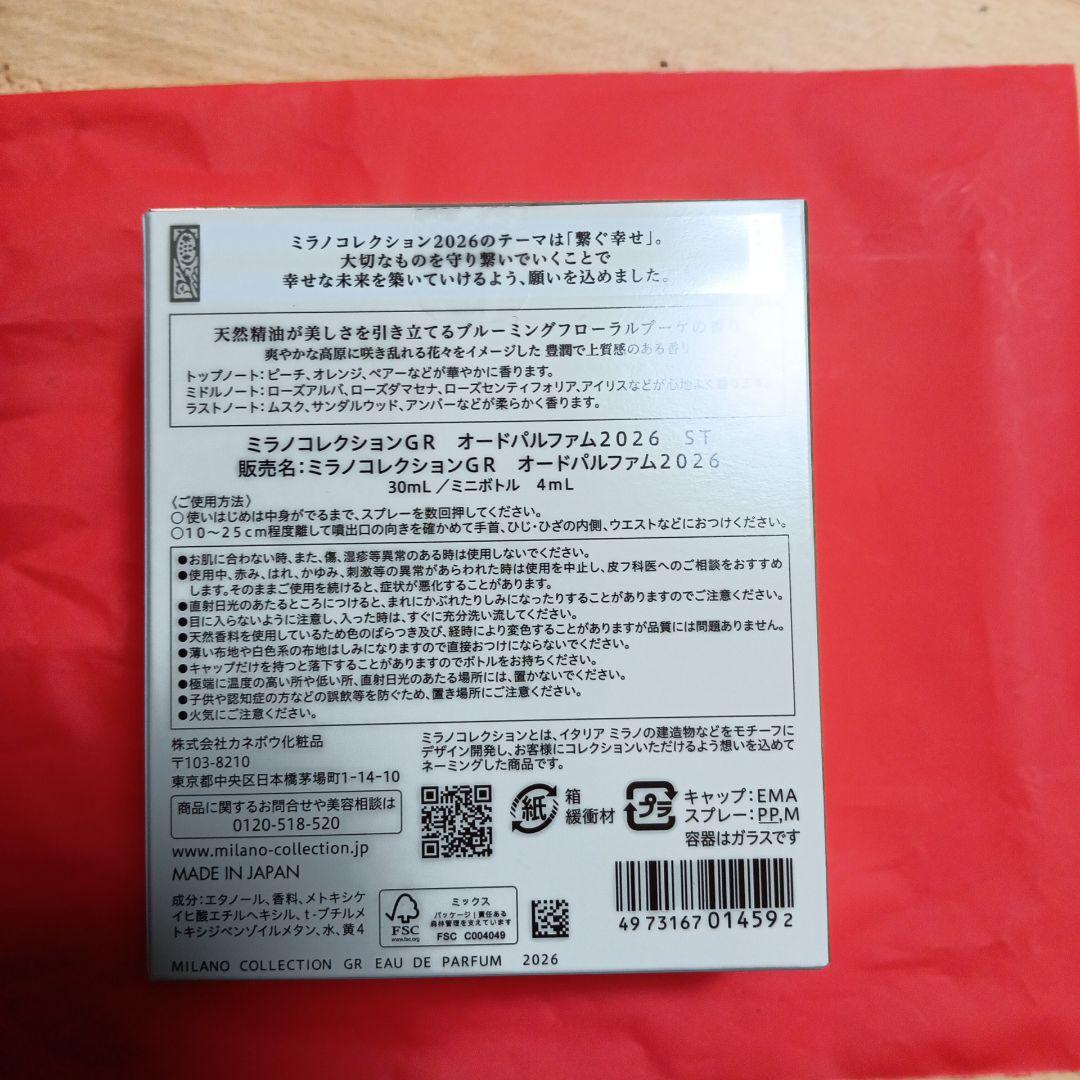 ミラノコレクション2026のテーマは「繋ぐ幸せ」。
大切なものを守り繋いでいくことで
幸せな未来を築いていけるよう、願いを込めました。
天然精油が美しさを引き立てるブルーミングフローラルブーケの香り
爽やかな高原に咲き乱れる花々をイメージした 豊潤で上質感のある香り
トップノート：ピーチ、オレンジ、ペアーなどが華やかに香ります。
ミドルノート：ローズアルバ、ローズダマセナ、ローズセンティフォリア、アイリスなどが心地よく香ります。
ラストノート：ムスク、サンダルウッド、アンバーなどが柔らかく香ります。
ミラノコレクションGR オードパルファム2026 ST
販売名：ミラノコレクションGR オードパルファム2026
30mL／ミニボトル 4mL
〈ご使用方法〉
○使いはじめは中身がでるまで、スプレーを数回押してください。
○10～25cm程度離して噴出口の向きを確かめて手首、ひじ・ひざの内側、ウエストなどにおつけください。
●お肌に合わない時、また、傷、湿疹等異常のある時は使用しないでください。
●使用中、赤み、はれ、かゆみ、刺激等の異常があらわれた時は使用を中止し、皮フ科医へのご相談をおすすめ
します。そのままご使用を続けると、症状が悪化することがあります。
●直射日光のあたるところにつけると、まれにかぶれたりしみになったりすることがありますのでご注意ください。
●目に入らないように注意し、入った時は、すぐに充分洗い流してください。
●天然香料を使用しているため色のばらつき及び、経時により変色することがありますが品質には問題ありません。
●薄い布地や白色系の布地はしみになりますので直接おつけにならないでください。
●キャップだけを持つと落下することがありますのでボトルをお持ちください。
●極端に温度の高い所や低い所、直射日光のあたる場所には、置かないでください。
●子供や認知症の方などの誤飲等を防ぐため、置き場所にご注意ください。
●火気にご注意ください。
株式会社カネボウ化粧品
〒103-8210
東京都中央区日本橋茅場町1-14-10
商品に関するお問合せや美容相談は
0120-518-520
www.milano-collection.jp
MADE IN JAPAN
ミラノコレクションとは、イタリア ミラノの建造物などをモチーフに
デザイン開発し、お客様にコレクションいただけるよう想いを込めて
ネーミングした商品です。
紙
箱
緩衝材
プラ
キャップ：EMA
スプレー：PP,M
容器はガラスです
成分：エタノール、香料、メトキシケ
イヒ酸エチルヘキシル、t-ブチルメ
トキシジベンゾイルメタン、水、黄4
FSC
www.fsc.org
ミックス
パッケージ｜責任ある
森林管理を支えています
FSC C004049
4973167014592
MILANO COLLECTION GR EAU DE PARFUM 2026